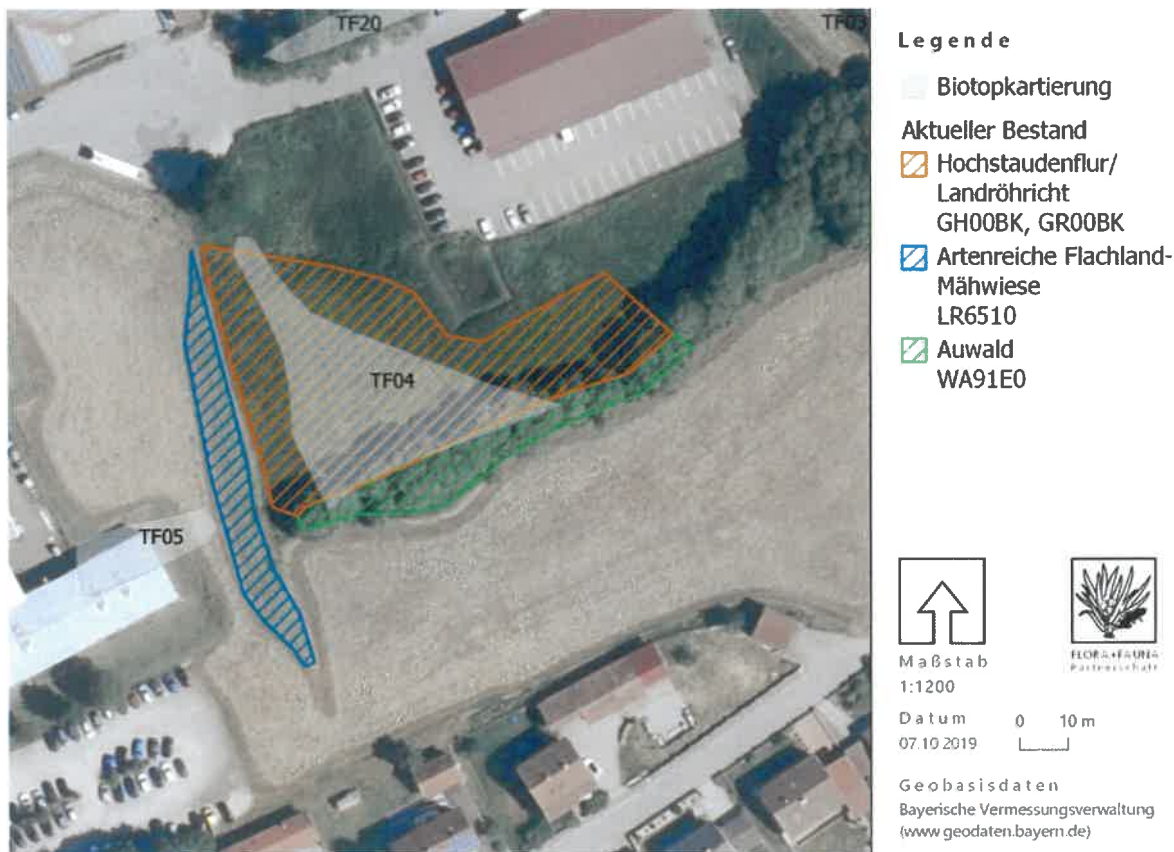 TF20
TF03
TF04
TF05
Legende
Biotopkartierung
Aktueller Bestand
Hochstaudenflur/
Landröhricht
GH00BK, GR00BK
Artenreiche Flachland-
Mähwiese
LR6510
Auwald
WA91E0
Maßstab
1:1200
FLORA+FAUNA
Partnerschaft
Datum
07.10.2019
0 10 m
Geobasisdaten
Bayerische Vermessungsverwaltung
(www.geodaten.bayern.de)